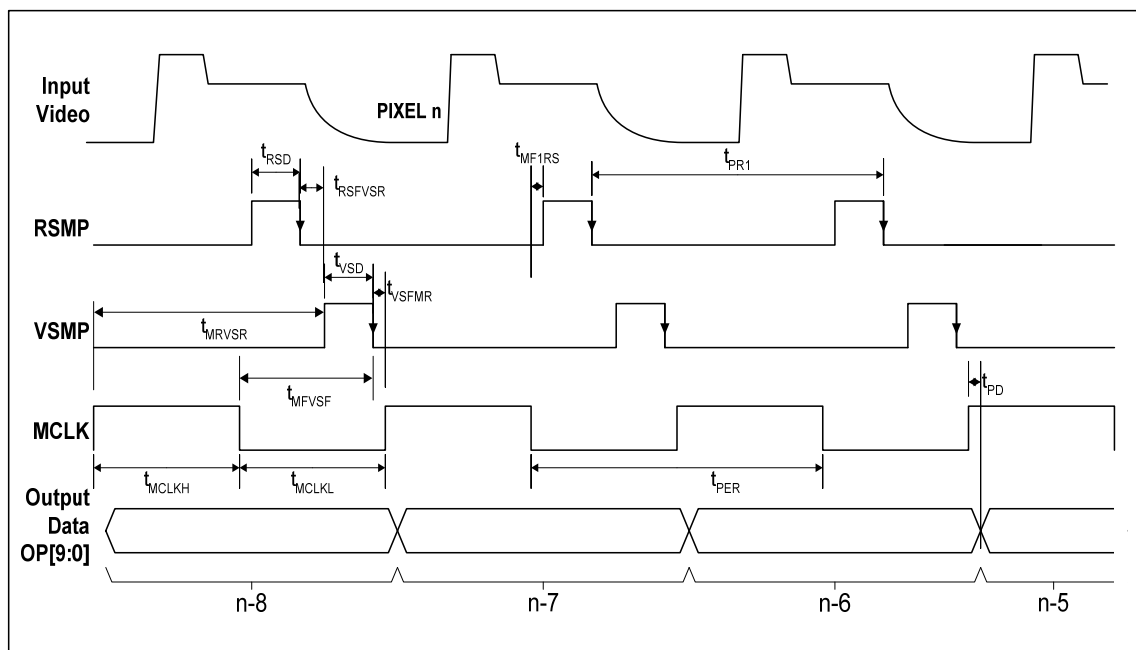 Input
Video
PIXEL n
tRSD
tRSFVSR
tMF1RS
tPR1
RSMP
tVSD
tVSFMR
VSMP
tMRVSR
tMFVSF
tPD
MCLK
tMCLKH
tMCLKL
tPER
Output
Data
OP[9:0]
n-8
n-7
n-6
n-5